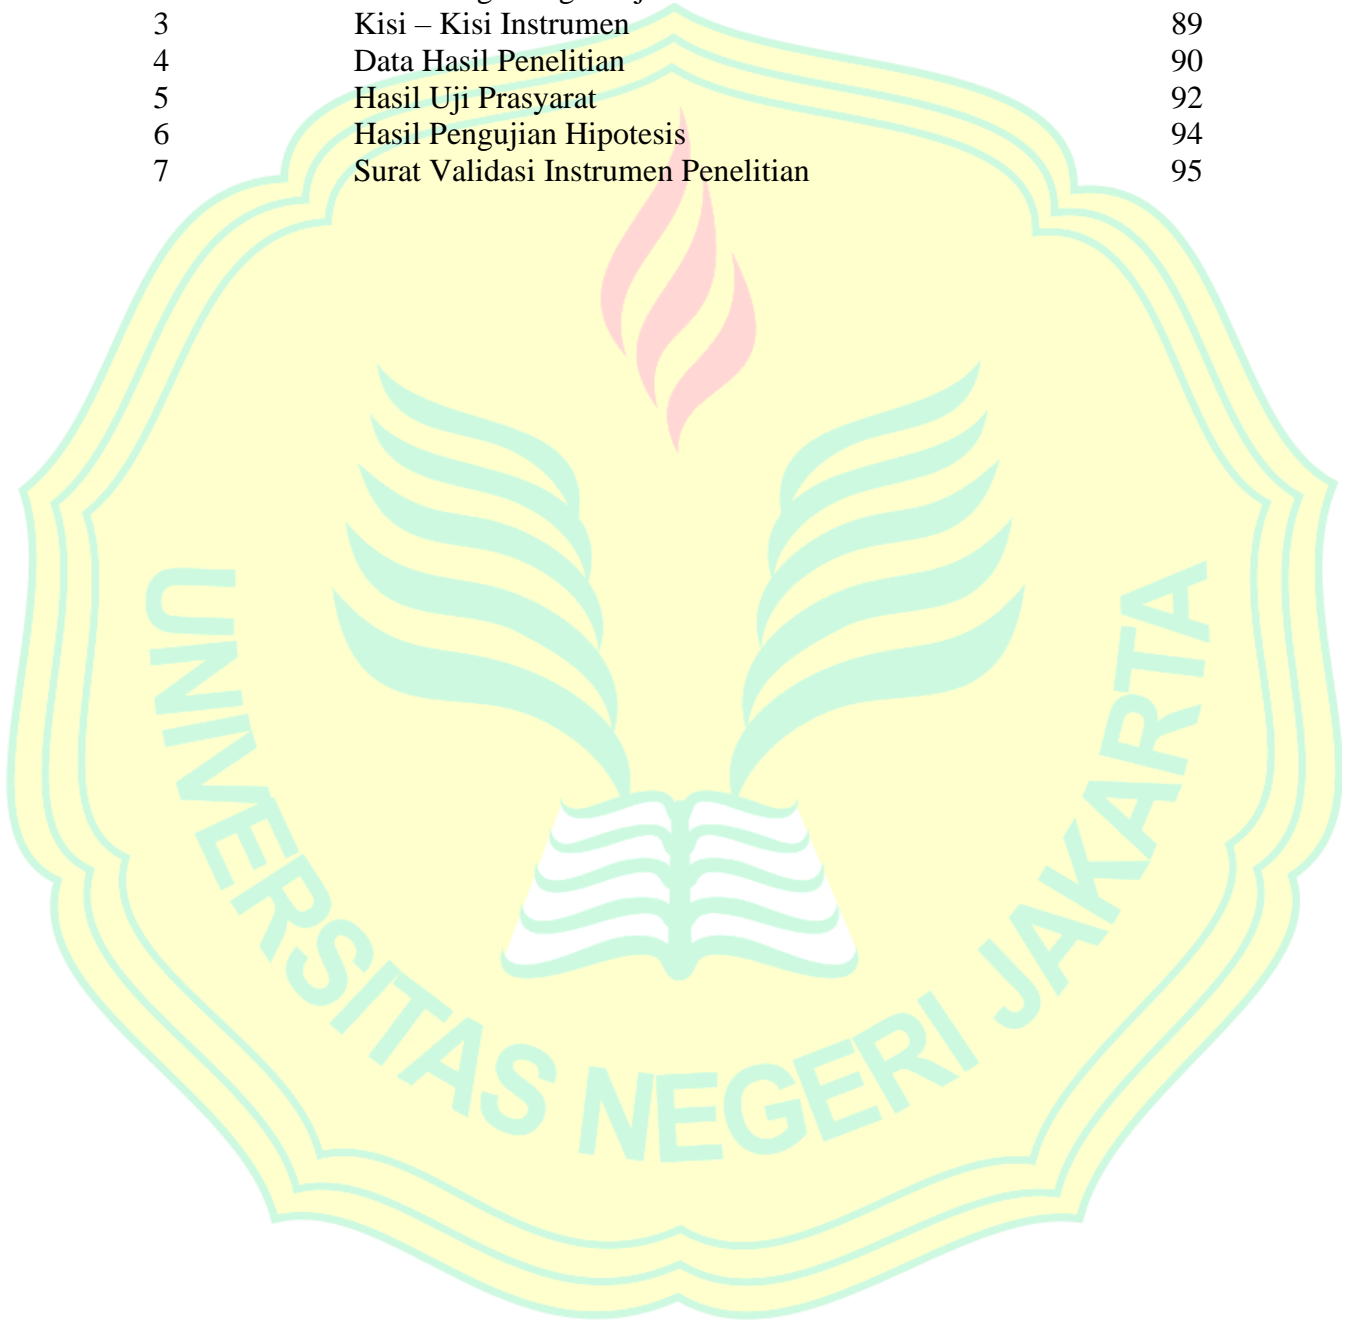 3 Kisi – Kisi Instrumen 89
4 Data Hasil Penelitian 90
5 Hasil Uji Prasyarat 92
6 Hasil Pengujian Hipotesis 94
7 Surat Validasi Instrumen Penelitian 95
UNIVERSITAS NEGERI JAKARTA